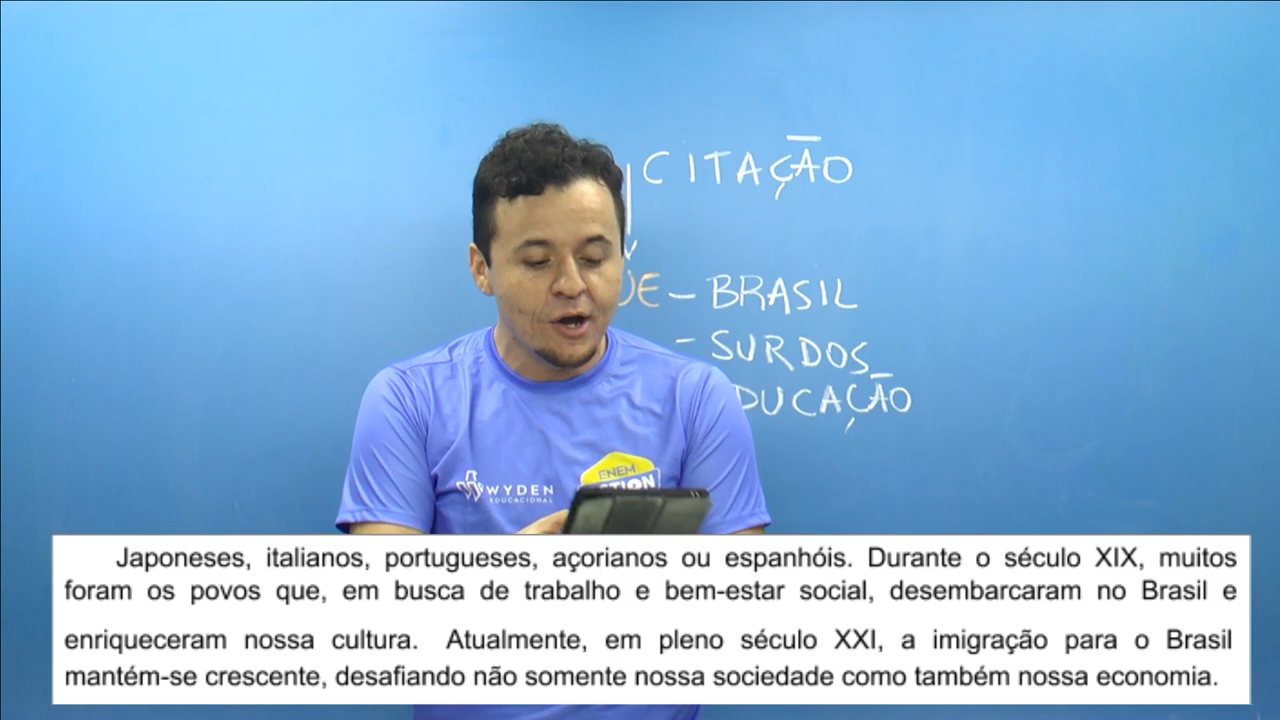 CITAÇÃO
BRASIL
- SURDOS
WYDEN
EDUCACIONAL
ENEM
Japoneses, italianos, portugueses, açorianos ou espanhóis. Durante o século XIX, muitos
foram os povos que, em busca de trabalho e bem-estar social, desembarcaram no Brasil e
enriqueceram nossa cultura. Atualmente, em pleno século XXI, a imigração para o Brasil
mantém-se crescente, desafiando não somente nossa sociedade como também nossa economia.